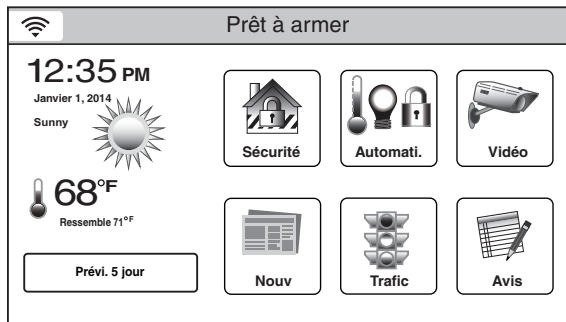 Prêt à armer
12:35 PM
Janvier 1, 2014
Sunny
68°F
Ressemble 71°F
Prévi. 5 jour
Sécurité
Automati.
Vidéo
Nouv
Trafic
Avis